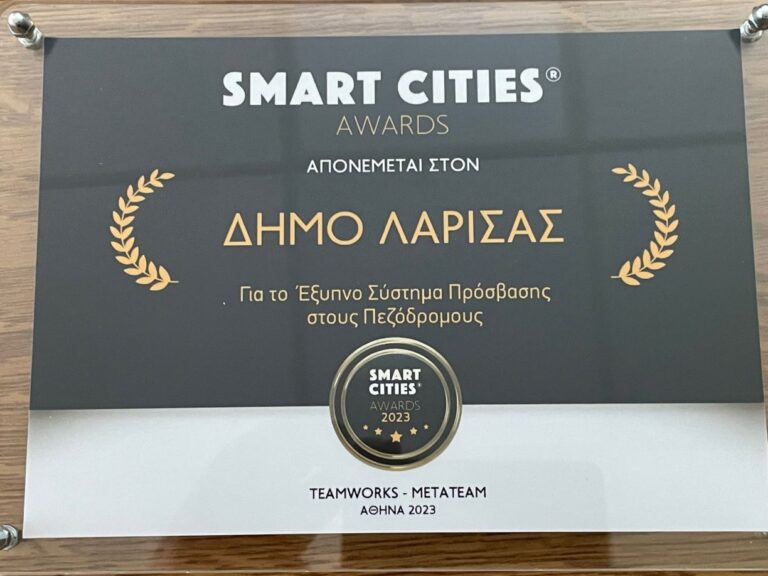 SMART CITIES®
AWARDS
ΑΠΟΝΕΜΕΤΑΙ ΣΤΟΝ
ΔΗΜΟ ΛΑΡΙΣΑΣ
Για το Έξυπνο Σύστημα Πρόσβασης
στους Πεζόδρομους
SMART
CITIES®
AWARDS
2023
TEAMWORKS - METATEAM
ΑΘΗΝΑ 2023